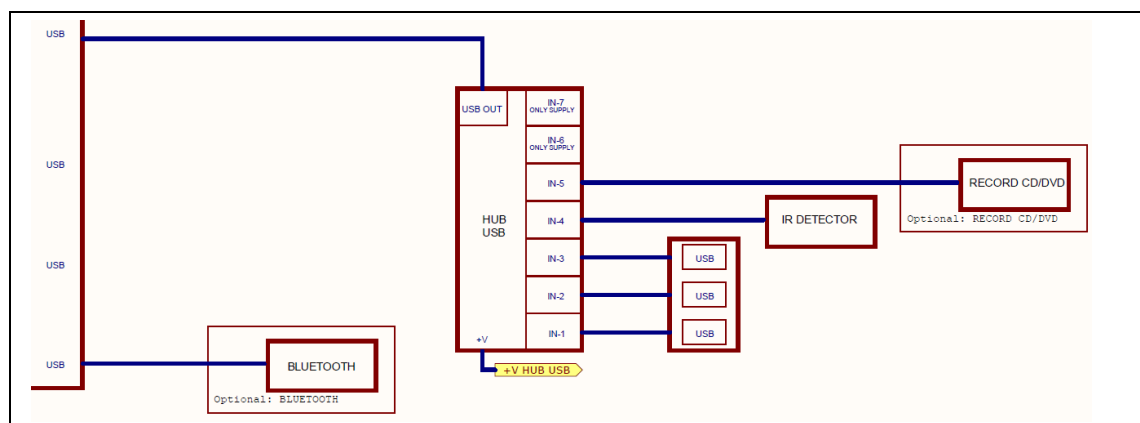 USB
USB
USB
USB
USB OUT
HUB
USB
+V
IN-7
ONLY SUPPLY
IN-6
ONLY SUPPLY
IN-5
IN-4
IN-3
IN-2
IN-1
+V HUB USB
RECORD CD/DVD
Optional: RECORD CD/DVD
IR DETECTOR
USB
USB
USB
BLUETOOTH
Optional: BLUETOOTH